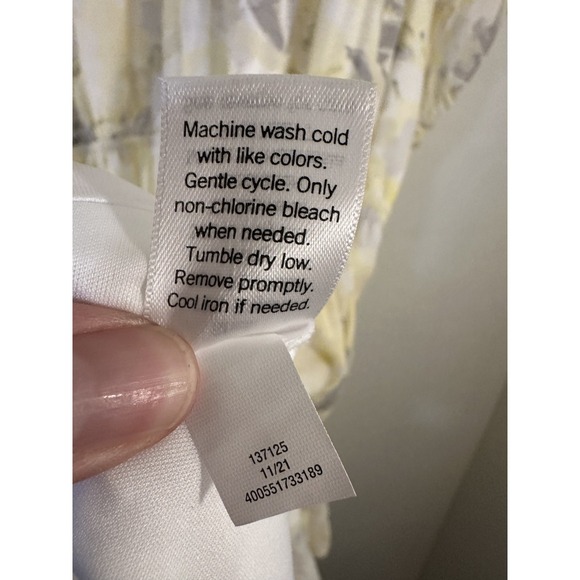 Machine wash cold
with like colors.
Gentle cycle. Only
non-chlorine bleach
when needed.
Tumble dry low.
Remove promptly.
Cool iron if needed.
137125
11/21
400551733189